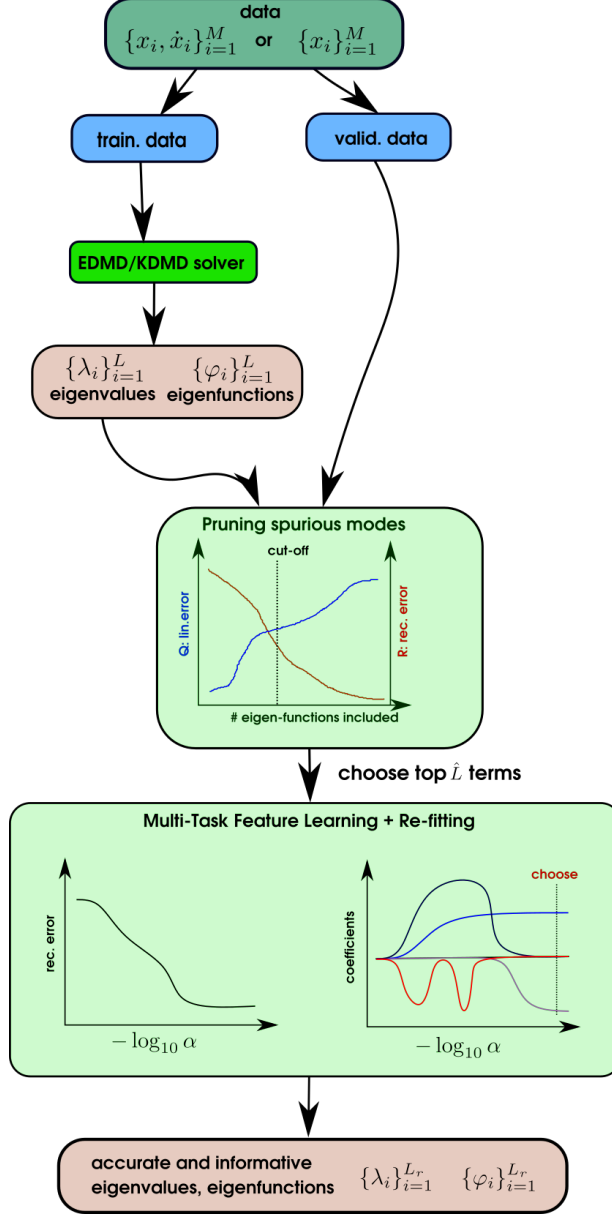 data
{x_i, ẋ_i}_{i=1}^M or {x_i}_{i=1}^M
train. data
valid. data
EDMD/KDMD solver
{λ_i}_{i=1}^L {φ_i}_{i=1}^L
eigenvalues eigenfunctions
Pruning spurious modes
cut-off
Q: lin.error
R: rec. error
# eigen-functions included
choose top L̂ terms
Multi-Task Feature Learning + Re-fitting
rec. error
− log₁₀ α
choose
coefficients
− log₁₀ α
accurate and informative
eigenvalues, eigenfunctions {λ_i}_{i=1}^{L_r} {φ_i}_{i=1}^{L_r}